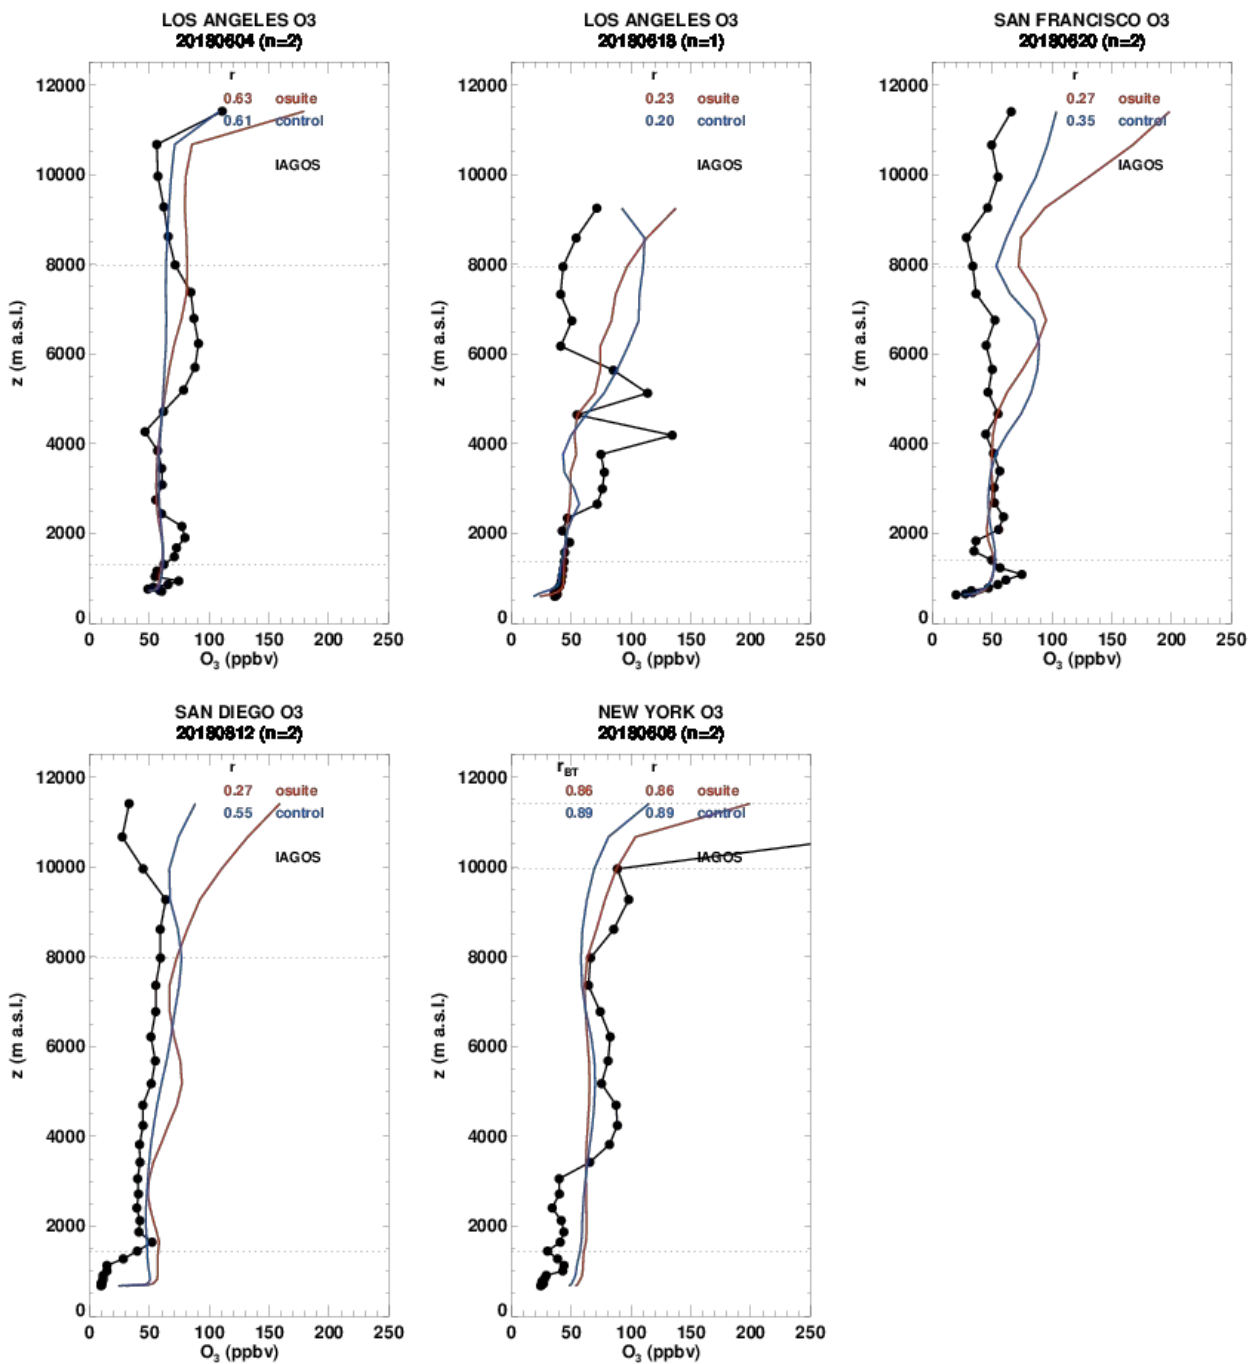 LOS ANGELES O3
20180604 (n=2)
r
0.63 osuite
0.61 control
IAGOS
12000
10000
8000
6000
4000
2000
0
z (m a.s.l.)
0 50 100 150 200 250
O3 (ppbv)
LOS ANGELES O3
20180618 (n=1)
r
0.23 osuite
0.20 control
IAGOS
12000
10000
8000
6000
4000
2000
0
z (m a.s.l.)
0 50 100 150 200 250
O3 (ppbv)
SAN FRANCISCO O3
20180620 (n=2)
r
0.27 osuite
0.35 control
IAGOS
12000
10000
8000
6000
4000
2000
0
z (m a.s.l.)
0 50 100 150 200 250
O3 (ppbv)
SAN DIEGO O3
(n=2)
r
0.27 osuite
0.55 control
IAGOS
12000
10000
8000
6000
4000
2000
0
z (m a.s.l.)
0 50 100 150 200 250
O3 (ppbv)
NEW YORK O3
(n=2)
rBT r
0.86 0.86 osuite
0.89 0.89 control
IAGOS
12000
10000
8000
6000
4000
2000
0
z (m a.s.l.)
0 50 100 150 200 250
O3 (ppbv)